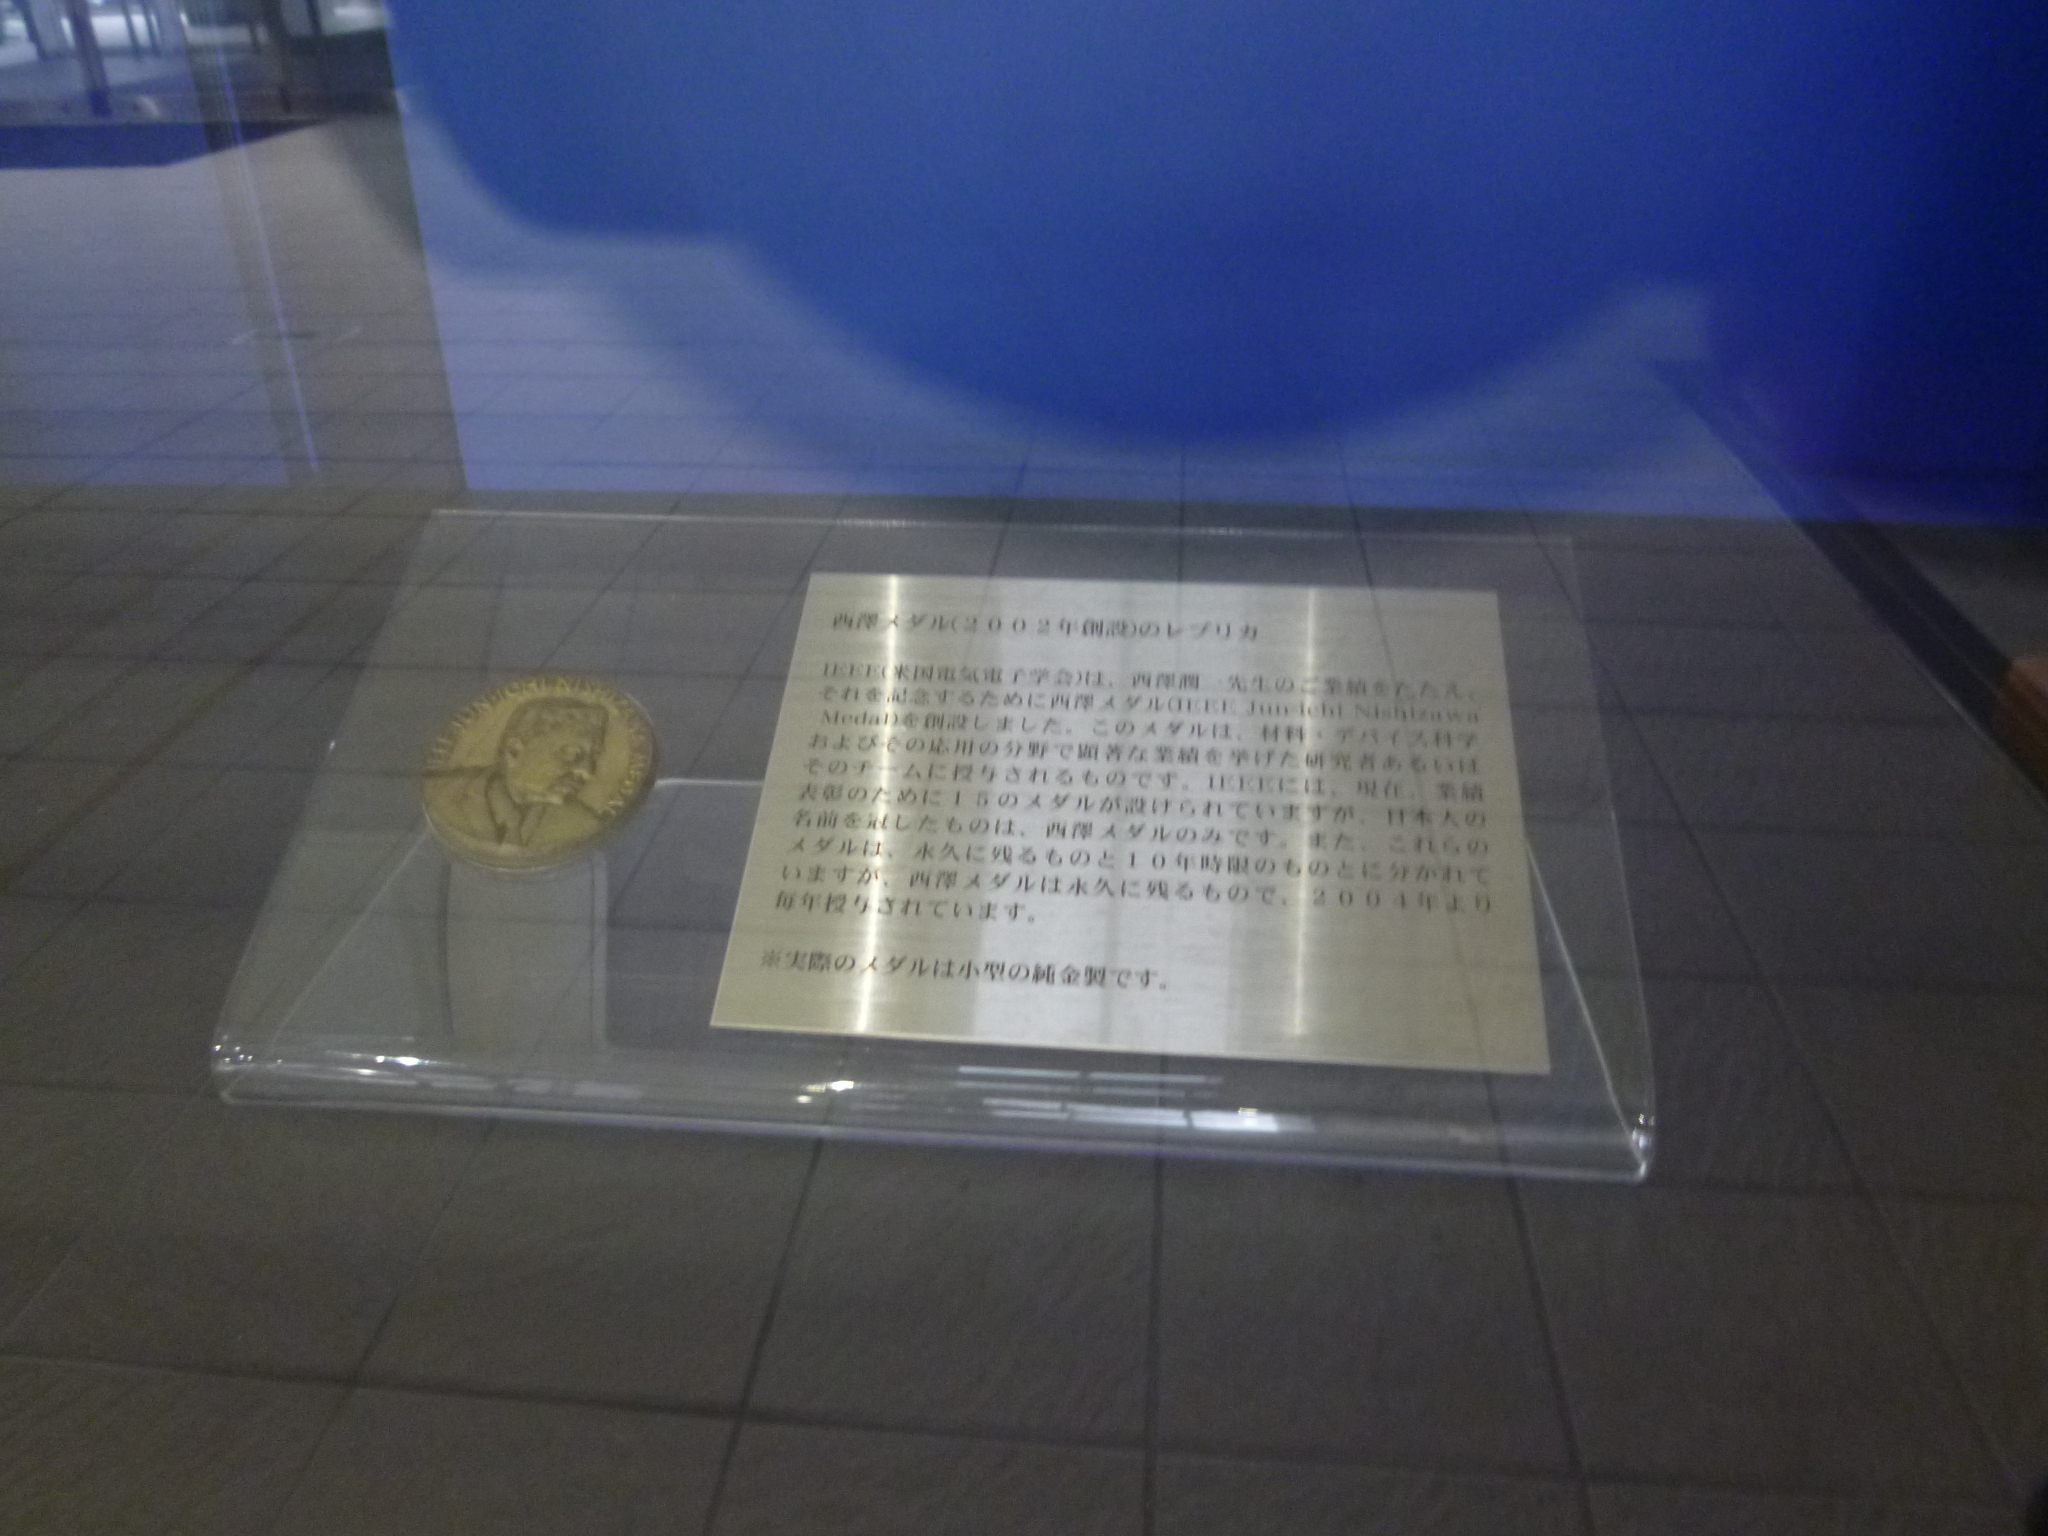 IEEE JUN-ICHI NISHIZAWA MEDAL
西澤メダル(2002年創設)のレプリカ
IEEE(米国電気電子学会)は、西澤潤一先生のご業績をたたえ、
それを記念するために西澤メダル(IEEE Jun-ichi Nishizawa
Medal)を創設しました。このメダルは、材料・デバイス科学
およびその応用の分野で顕著な業績を挙げた研究者あるいは
そのチームに授与されるものです。IEEEには、現在、業績
表彰のために15のメダルが設けられていますが、日本人の
名前を冠したものは、西澤メダルのみです。また、これらの
メダルは、永久に残るものと10年時限のものとに分かれて
いますが、西澤メダルは永久に残るもので、2004年より
毎年授与されています。
※実際のメダルは小型の純金製です。